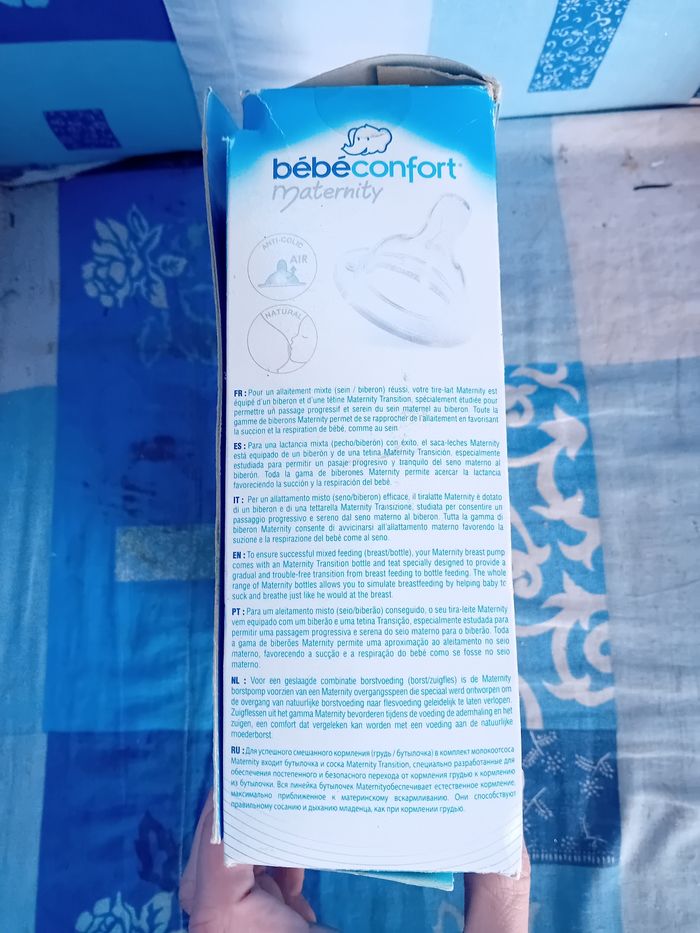 bébéconfort
maternity
ANTI-COLIC
AIR
NATURAL
FR : Pour un allaitement mixte (sein / biberon) réussi, votre tire-lait Maternity est
équipé d'un biberon et d'une tétine Maternity Transition, spécialement étudiée pour
permettre un passage progressif et serein du sein maternel au biberon. Toute la
gamme de biberons Maternity permet de se rapprocher de l'allaitement en favorisant
la succion et la respiration de bébé, comme au sein.
ES : Para una lactancia mixta (pecho/biberón) con éxito, el saca-leches Maternity
está equipado de un biberón y de una tetina Maternity Transición, especialmente
estudiada para permitir un pasaje progresivo y tranquilo del seno materno al
biberón. Toda la gama de biberones Maternity permite acercar la lactancia
favoreciendo la succión y la respiración del bebé.
IT : Per un allattamento misto (seno/biberon) efficace, il tiralatte Maternity è dotato
di un biberon e di una tettarella Maternity Transizione, studiata per consentire un
passaggio progressivo e sereno dal seno materno al biberon. Tutta la gamma di
biberon Maternity consente di avvicinarsi all'allattamento materno favorendo la
suzione e la respirazione del bebé come al seno.
EN : To ensure successful mixed feeding (breast/bottle), your Maternity breast pump
comes with an Maternity Transition bottle and teat specially designed to provide a
gradual and trouble-free transition from breast feeding to bottle feeding. The whole
range of Maternity bottles allows you to simulate breastfeeding by helping baby to
suck and breathe just like he would at the breast.
PT : Para um aleitamento misto (seio/biberão) conseguido, o seu tira-leite Maternity
vem equipado com um biberão e uma tetina Transição, especialmente estudada para
permitir uma passagem progressiva e serena do seio materno para o biberão. Toda
a gama de biberões Maternity permite uma aproximação ao aleitamento no seio
materno, favorecendo a sucção e a respiração do bebé como se fosse no seio
materno.
NL : Voor een geslaagde combinatie borstvoeding (borst/zuigfles) is de Maternity
borstpomp voorzien van een Maternity overgangsspeen die speciaal werd ontworpen om
de overgang van natuurlijke borstvoeding naar flesvoeding geleidelijk te laten verlopen.
Zuigflessen uit het gamma Maternity bevorderen tijdens de voeding de ademhaling en het
zuigen, een comfort dat vergeleken kan worden met een voeding aan de natuurlijke
moederborst.
RU : Для успешного смешанного кормления (грудь / бутылочка) в комплект молокоотсоса
Maternity входит бутылочка и соска Maternity Transition, специально разработанные для
обеспечения постепенного и безопасного перехода от кормления грудью к кормлению
из бутылочки. Вся линейка бутылочек Maternityобеспечивает естественное кормление,
максимально приближенное к материнскому вскармливанию. Они способствуют
правильному сосанию и дыханию младенца, как при кормлении грудью.